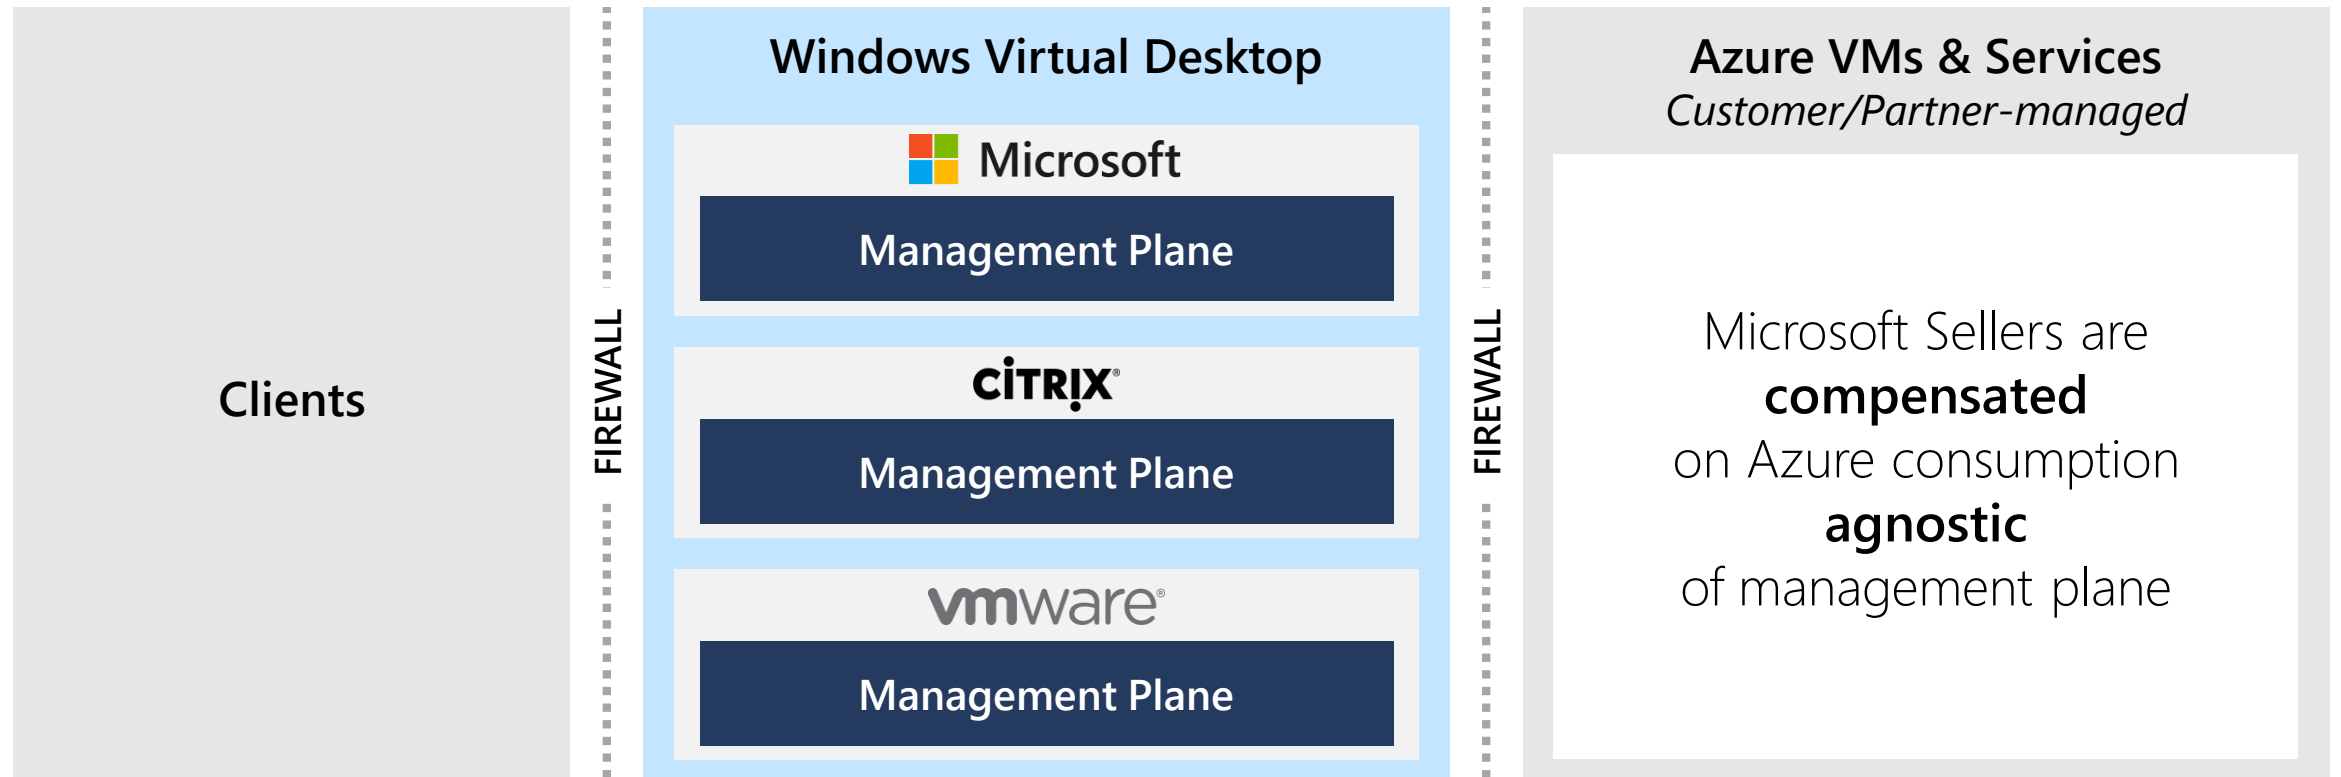 Clients
FIREWALL
Windows Virtual Desktop
Microsoft
Management Plane
CITRIX®
Management Plane
vmware®
Management Plane
FIREWALL
Azure VMs & Services
Customer/Partner-managed
Microsoft Sellers are
compensated
on Azure consumption
agnostic
of management plane